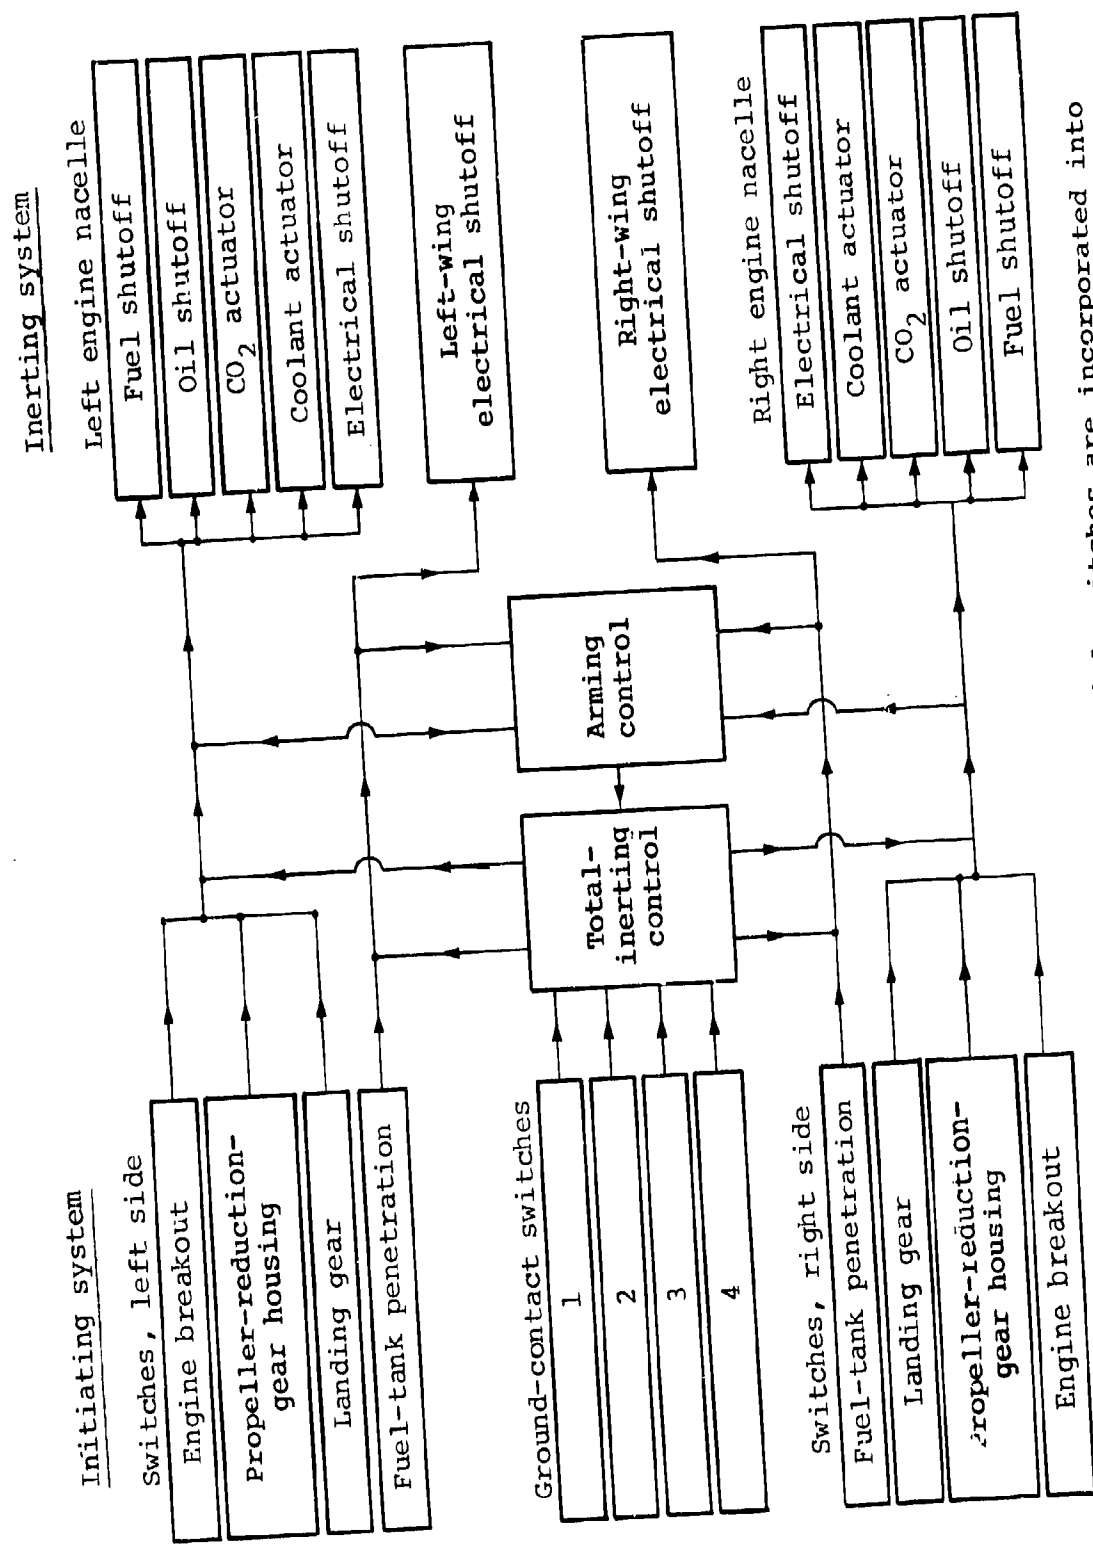 Initiating system
Switches, left side
Engine breakout
Propeller-reduction-
gear housing
Landing gear
Fuel-tank penetration
Ground-contact switches
1
2
3
4
Switches, right side
Fuel-tank penetration
Landing gear
Propeller-reduction-
gear housing
Engine breakout
Total-
inerting
control
Arming
control
Inerting system
Left engine nacelle
Fuel shutoff
Oil shutoff
CO2 actuator
Coolant actuator
Electrical shutoff
Left-wing
electrical shutoff
Right-wing
electrical shutoff
Right engine nacelle
Electrical shutoff
Coolant actuator
CO2 actuator
Oil shutoff
Fuel shutoff
are incorporated into